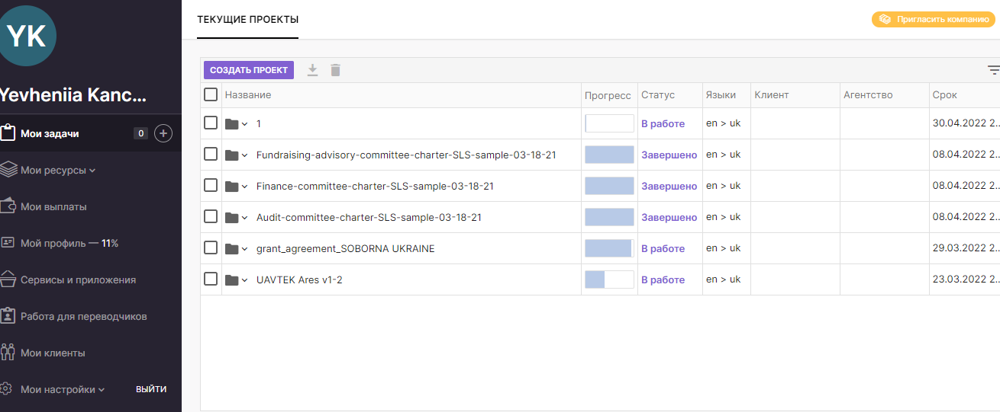 YK
Yevheniia Kanc...
Мои задачи 0
Мои ресурсы
Мои выплаты
Мой профиль — 11%
Сервисы и приложения
Работа для переводчиков
Мои клиенты
Мои настройки ВЫЙТИ
ТЕКУЩИЕ ПРОЕКТЫ
Пригласить компанию
СОЗДАТЬ ПРОЕКТ
Название Прогресс Статус Языки Клиент Агентство Срок
1 В работе en > uk 30.04.2022 2...
Fundraising-advisory-committee-charter-SLS-sample-03-18-21 Завершено en > uk 08.04.2022 2...
Finance-committee-charter-SLS-sample-03-18-21 Завершено en > uk 08.04.2022 2...
Audit-committee-charter-SLS-sample-03-18-21 Завершено en > uk 08.04.2022 2...
grant_agreement_SOBORNA UKRAINE В работе en > uk 29.03.2022 2...
UAVTEK Ares v1-2 В работе en > uk 23.03.2022 2...